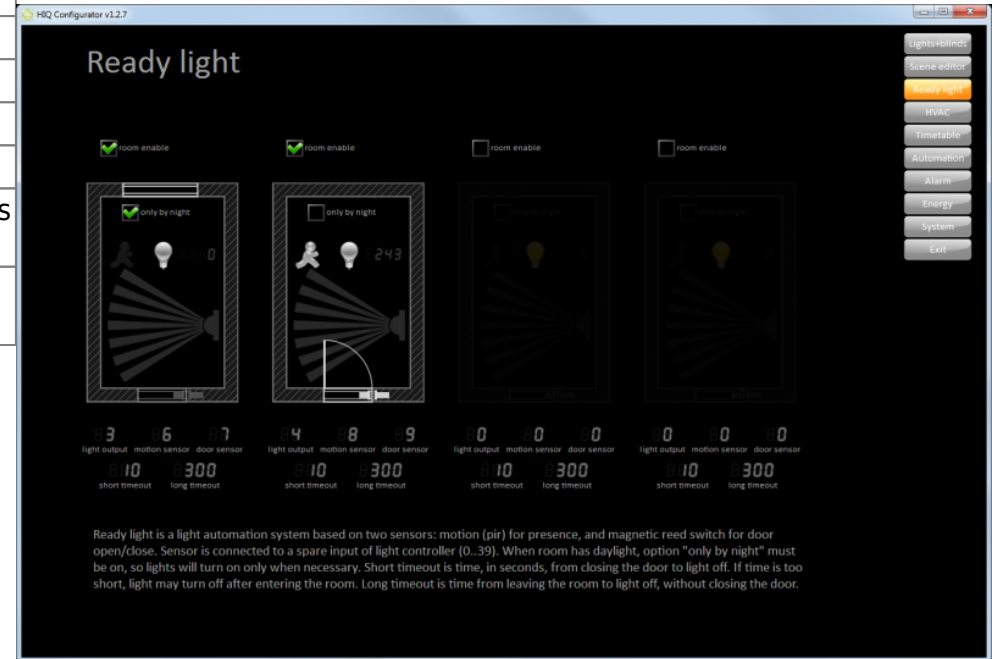 HIQ Configurator v1.2.7
Ready light
Lights+blinds
Scene editor
Ready light
HVAC
Timetable
Automation
Alarm
Energy
System
Exit
room enable room enable room enable room enable
s
only by night only by night only by night only by night
0 243
3 6 7 4 8 9 0 0 0 0 0 0
light output motion sensor door sensor light output motion sensor door sensor light output motion sensor door sensor light output motion sensor door sensor
10 300 10 300 10 300 10 300
short timeout long timeout short timeout long timeout short timeout long timeout short timeout long timeout
Ready light is a light automation system based on two sensors: motion (pir) for presence, and magnetic reed switch for door
open/close. Sensor is connected to a spare input of light controller (0..39). When room has daylight, option "only by night" must
be on, so lights will turn on only when necessary. Short timeout is time, in seconds, from closing the door to light off. If time is too
short, light may turn off after entering the room. Long timeout is time from leaving the room to light off, without closing the door.